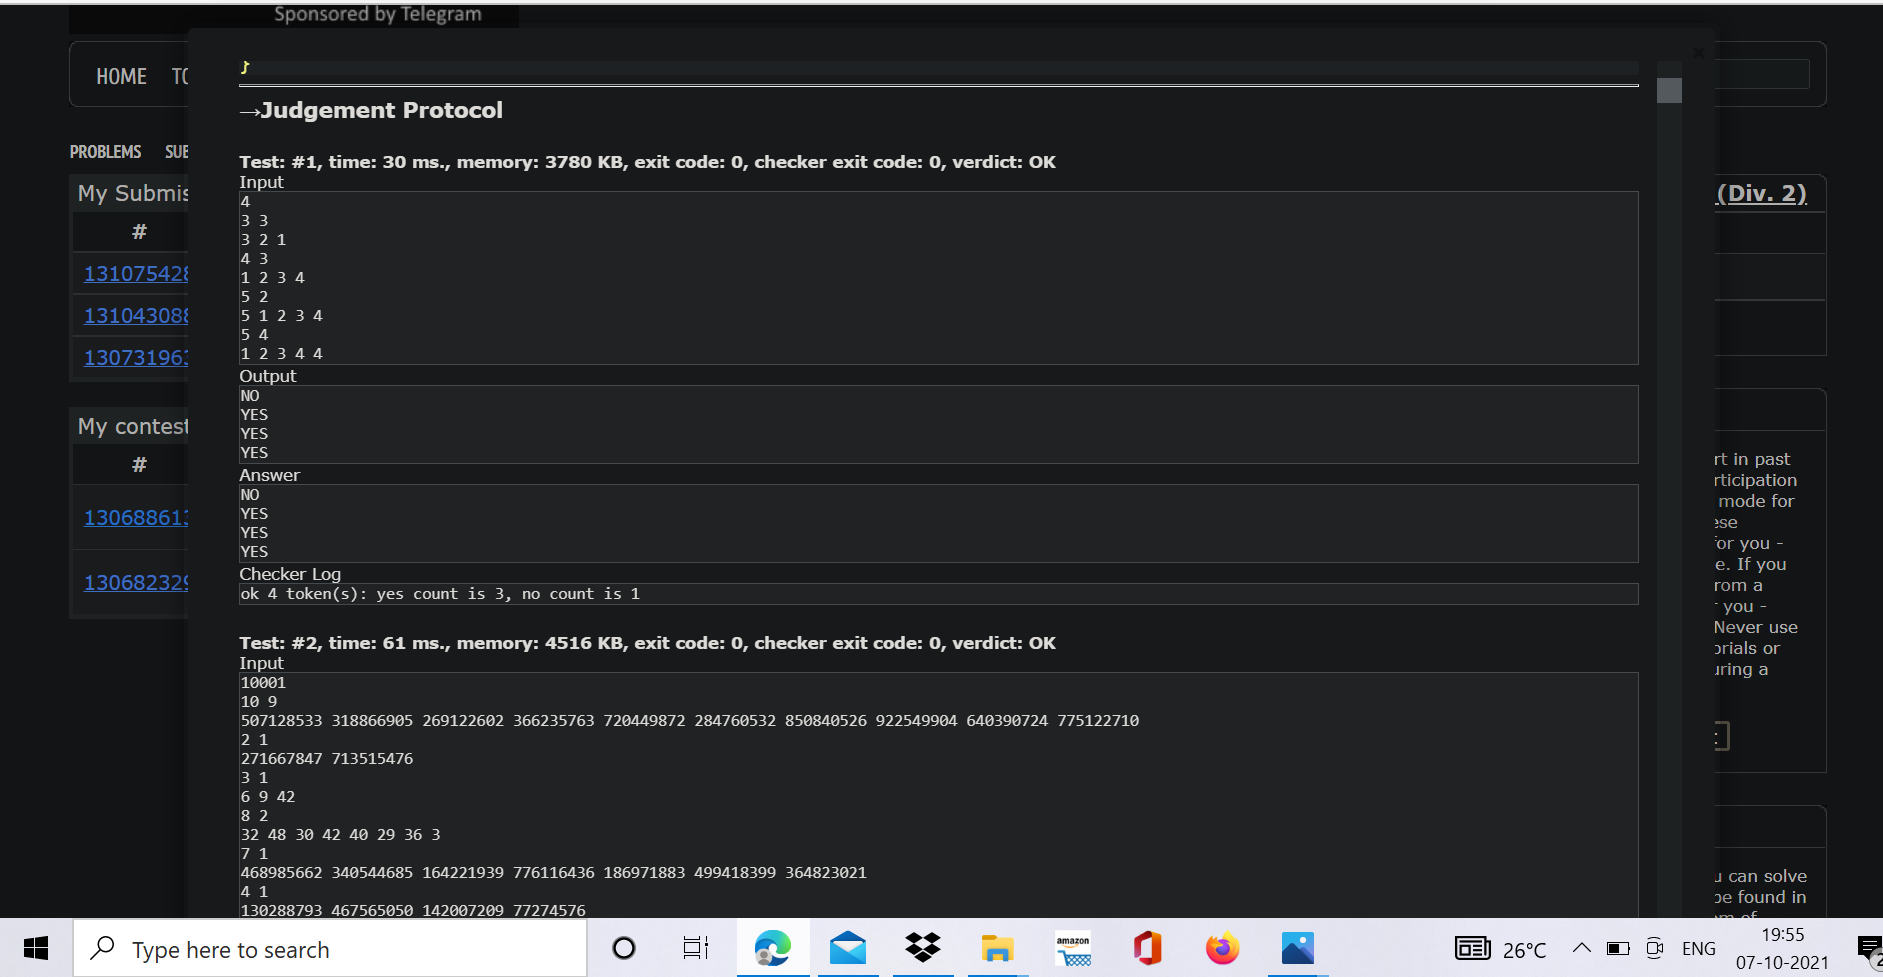 Sponsored by Telegram
HOME
PROBLEMS
(Div. 2)
My Submis
#
131075428
131043088
130731963
My contest
#
130688613
130682329
→Judgement Protocol
Test: #1, time: 30 ms., memory: 3780 KB, exit code: 0, checker exit code: 0, verdict: OK
Input
4
3 3
3 2 1
4 3
1 2 3 4
5 2
5 1 2 3 4
5 4
1 2 3 4 4
Output
NO
YES
YES
YES
Answer
NO
YES
YES
YES
Checker Log
ok 4 token(s): yes count is 3, no count is 1
Test: #2, time: 61 ms., memory: 4516 KB, exit code: 0, checker exit code: 0, verdict: OK
Input
10001
10 9
507128533 318866905 269122602 366235763 720449872 284760532 850840526 922549904 640390724 775122710
2 1
271667847 713515476
3 1
6 9 42
8 2
32 48 30 42 40 29 36 3
7 1
468985662 340544685 164221939 776116436 186971883 499418399 364823021
4 1
130288793 467565050 142007209 77274576
rt in past
rticipation
mode for
ese
for you -
e. If you
from a
you -
Never use
orials or
uring a
u can solve
be found in
Type here to search
amazon
26°C
ENG
19:55
07-10-2021